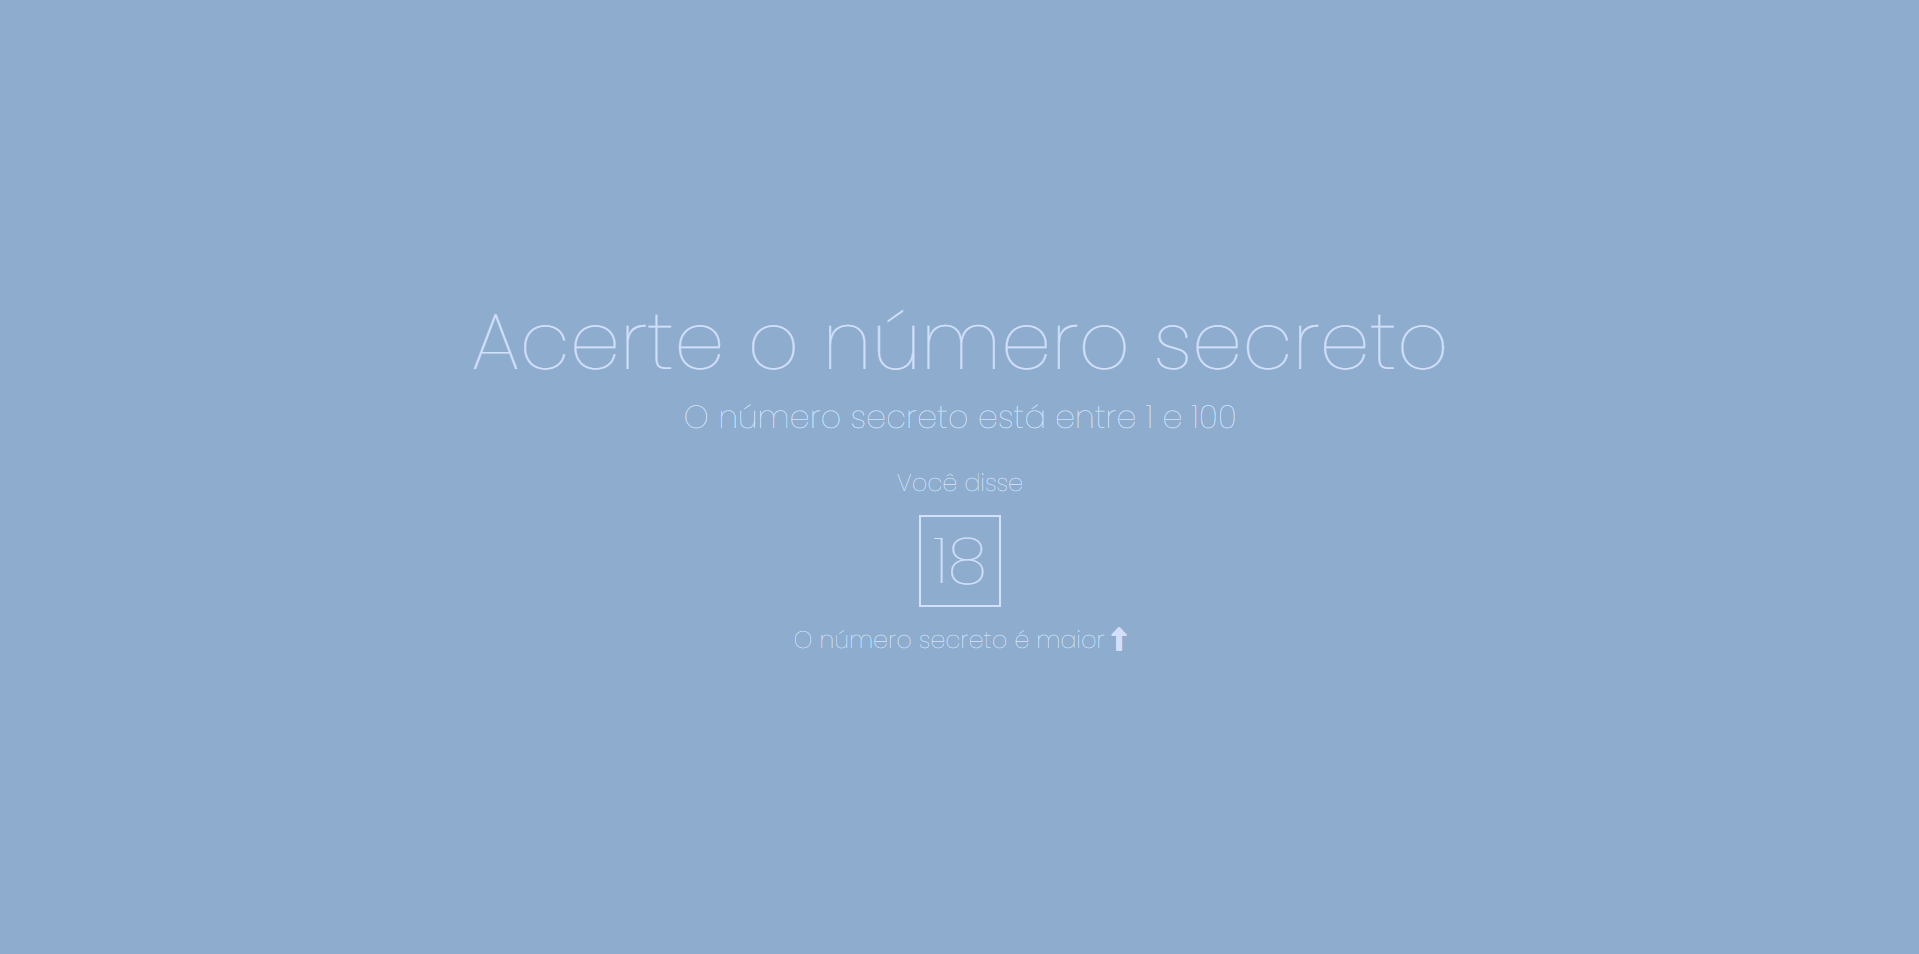 Acerte o número secreto
O número secreto está entre 1 e 100
Você disse
18
O número secreto é maior